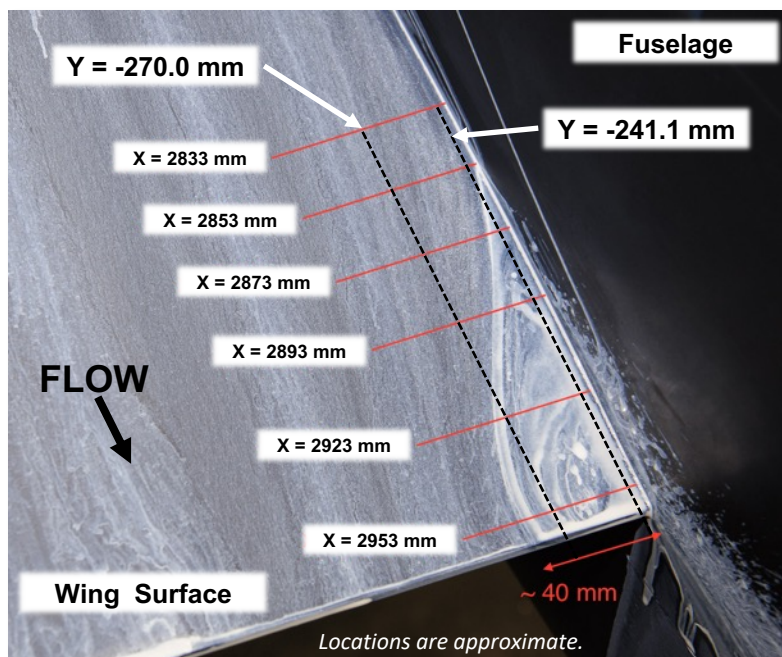 Fuselage
Y = -270.0 mm
Y = -241.1 mm
X = 2833 mm
X = 2853 mm
X = 2873 mm
X = 2893 mm
FLOW
X = 2923 mm
X = 2953 mm
Wing Surface
~ 40 mm
Locations are approximate.